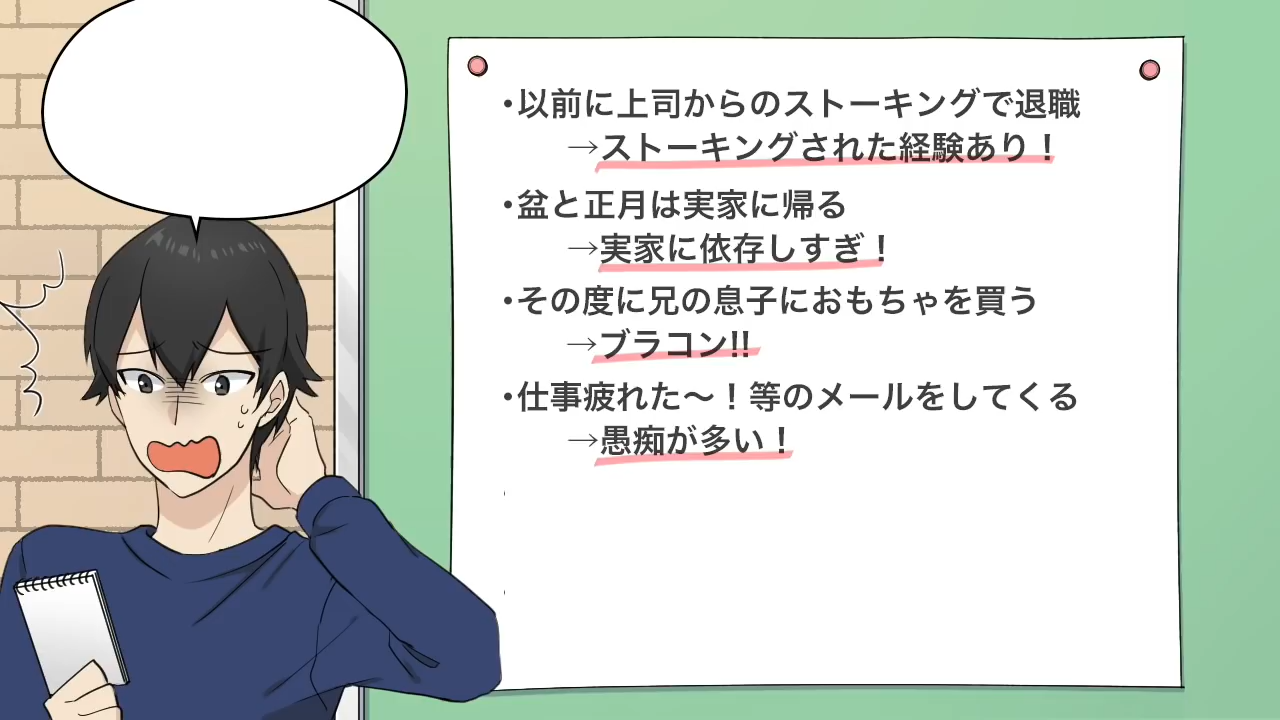 ・以前に上司からのストーキングで退職
→ストーキングされた経験あり！
・盆と正月は実家に帰る
→実家に依存しすぎ！
・その度に兄の息子におもちゃを買う
→ブラコン!!
・仕事疲れた～！等のメールをしてくる
→愚痴が多い！